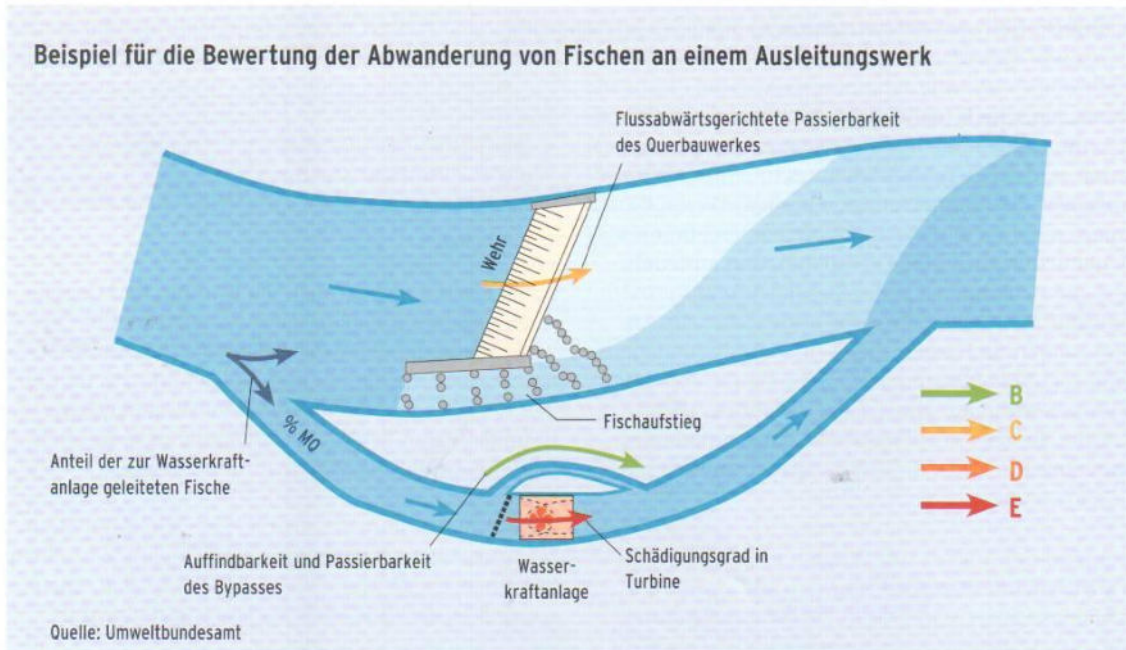 Beispiel für die Bewertung der Abwanderung von Fischen an einem Ausleitungswerk
Flussabwärtsgerichtete Passierbarkeit
des Querbauwerkes
Wehr
Fischaufstieg
% MQ
Anteil der zur Wasserkraft-
anlage geleiteten Fische
B
C
D
E
Auffindbarkeit und Passierbarkeit
des Bypasses
Wasser-
kraftanlage
Schädigungsgrad in
Turbine
Quelle: Umweltbundesamt